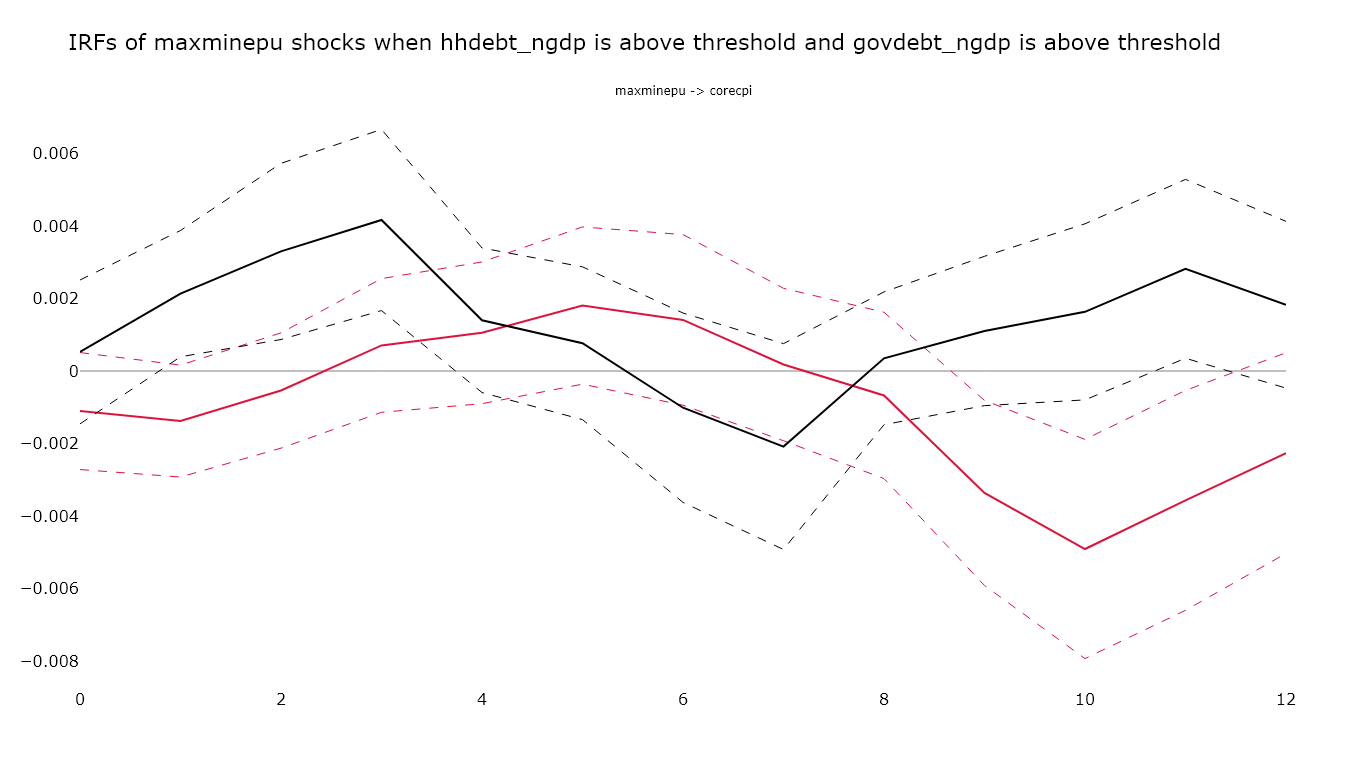 IRFs of maxminepu shocks when hhdebt_ngdp is above threshold and govdebt_ngdp is above threshold
maxminepu -> corecpi
0.006
0.004
0.002
0
−0.002
−0.004
−0.006
−0.008
0 2 4 6 8 10 12